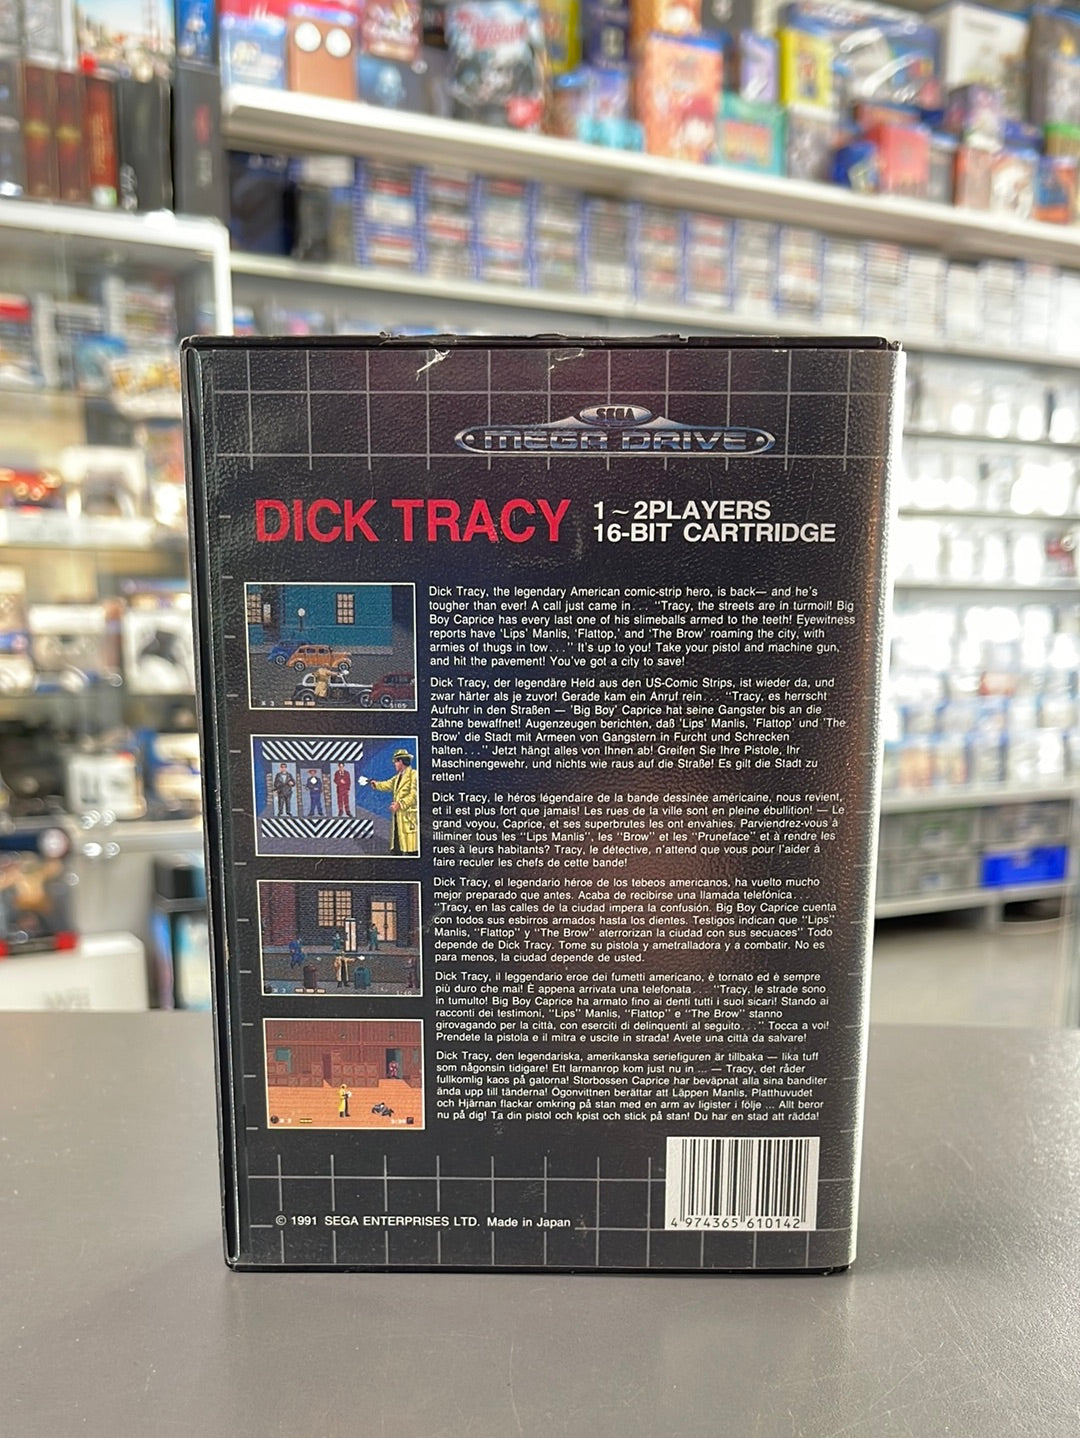 SEGA
MEGA DRIVE
DICK TRACY
1~2PLAYERS
16-BIT CARTRIDGE
Dick Tracy, the legendary American comic-strip hero, is back— and he's
tougher than ever! A call just came in... "Tracy, the streets are in turmoil! Big
Boy Caprice has every last one of his slimeballs armed to the teeth! Eyewitness
reports have 'Lips' Manlis, 'Flattop,' and 'The Brow' roaming the city, with
armies of thugs in tow..." It's up to you! Take your pistol and machine gun,
and hit the pavement! You've got a city to save!
Dick Tracy, der legendäre Held aus den US-Comic Strips, ist wieder da, und
zwar härter als je zuvor! Gerade kam ein Anruf rein... "Tracy, es herrscht
Aufruhr in den Straßen — 'Big Boy' Caprice hat seine Gangster bis an die
Zähne bewaffnet! Augenzeugen berichten, daß 'Lips' Manlis, 'Flattop' und 'The
Brow' die Stadt mit Armeen von Gangstern in Furcht und Schrecken
halten..." Jetzt hängt alles von Ihnen ab! Greifen Sie Ihre Pistole, Ihr
Maschinengewehr, und nichts wie raus auf die Straße! Es gilt die Stadt zu
retten!
Dick Tracy, le héros légendaire de la bande dessinée américaine, nous revient,
et il est plus fort que jamais! Les rues de la ville sont en pleine ébullition! — Le
grand voyou, Caprice, et ses superbrutes les ont envahies. Parviendrez-vous à
illiminer tous les "Lips Manlis", les "Brow" et les "Pruneface" et à rendre les
rues à leurs habitants? Tracy, le détective, n'attend que vous pour l'aider à
faire reculer les chefs de cette bande!
Dick Tracy, el legendario héroe de los tebeos americanos, ha vuelto mucho
mejor preparado que antes. Acaba de recibirse una llamada telefónica...
"Tracy, en las calles de la ciudad impera la confusión. Big Boy Caprice cuenta
con todos sus esbirros armados hasta los dientes. Testigos indican que "Lips"
Manlis, "Flattop" y "The Brow" aterrorizan la ciudad con sus secuaces" Todo
depende de Dick Tracy. Tome su pistola y ametralladora y a combatir. No es
para menos, la ciudad depende de usted.
Dick Tracy, il leggendario eroe dei fumetti americano, è tornato ed è sempre
più duro che mai! È appena arrivata una telefonata... "Tracy, le strade sono
in tumulto! Big Boy Caprice ha armato fino ai denti tutti i suoi sicari! Stando ai
racconti dei testimoni, "Lips" Manlis, "Flattop" e "The Brow" stanno
girovagando per la città, con eserciti di delinquenti al seguito..." Tocca a voi!
Prendete la pistola e il mitra e uscite in strada! Avete una città da salvare!
Dick Tracy, den legendariska, amerikanska seriefiguren är tillbaka — lika tuff
som någonsin tidigare! Ett larmanrop kom just nu in ... — Tracy, det råder
fullkomlig kaos på gatorna! Storbossen Caprice har beväpnat alla sina banditer
ända upp till tänderna! Ögonvittnen berättar att Läppen Manlis, Platthuvudet
och Hjärnan flackar omkring på stan med en arm av ligister i följe ... Allt beror
nu på dig! Ta din pistol och kpist och stick på stan! Du har en stad att rädda!
© 1991 SEGA ENTERPRISES LTD. Made in Japan
4 974365 610142